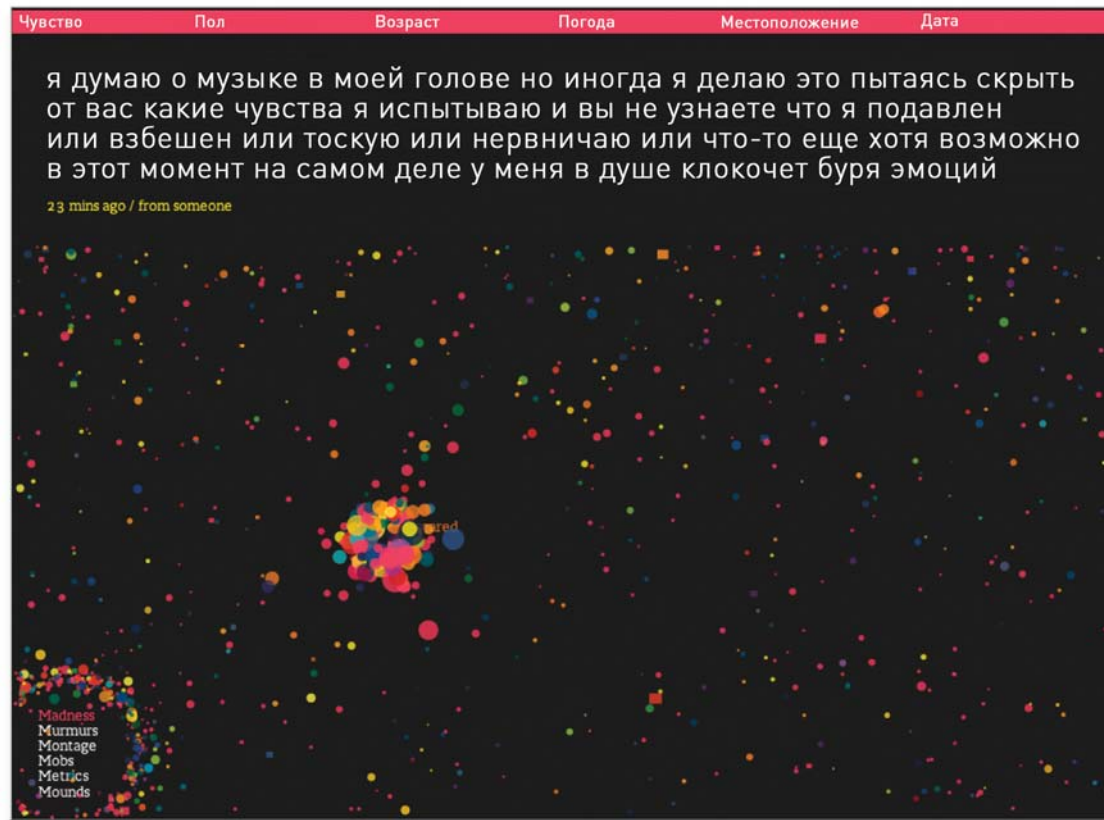 Чувство Пол Возраст Погода Местоположение Дата
я думаю о музыке в моей голове но иногда я делаю это пытаясь скрыть
от вас какие чувства я испытываю и вы не узнаете что я подавлен
или взбешен или тоскую или нервничаю или что-то еще хотя возможно
в этот момент на самом деле у меня в душе клокочет буря эмоций
23 mins ago / from someone
Madness
Murmurs
Montage
Mobs
Metrics
Mounds